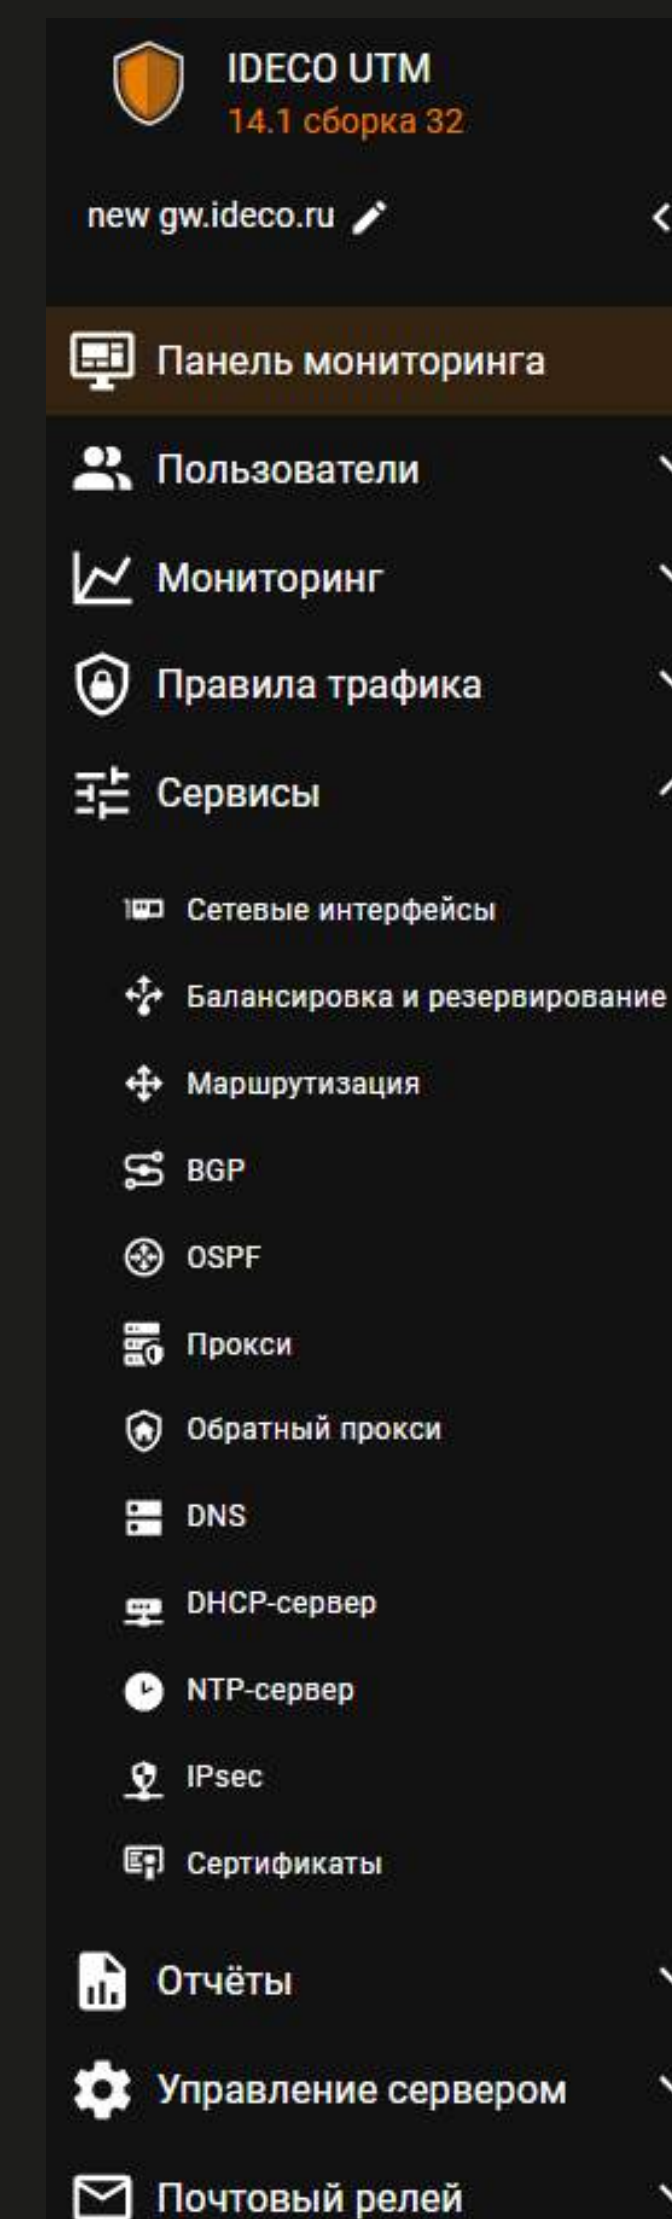 IDECO UTM
14.1 сборка 32
new gw.ideco.ru
Панель мониторинга
Пользователи
Мониторинг
Правила трафика
Сервисы
Сетевые интерфейсы
Балансировка и резервирование
Маршрутизация
BGP
OSPF
Прокси
Обратный прокси
DNS
DHCP-сервер
NTP-сервер
IPsec
Сертификаты
Отчёты
Управление сервером
Почтовый релей